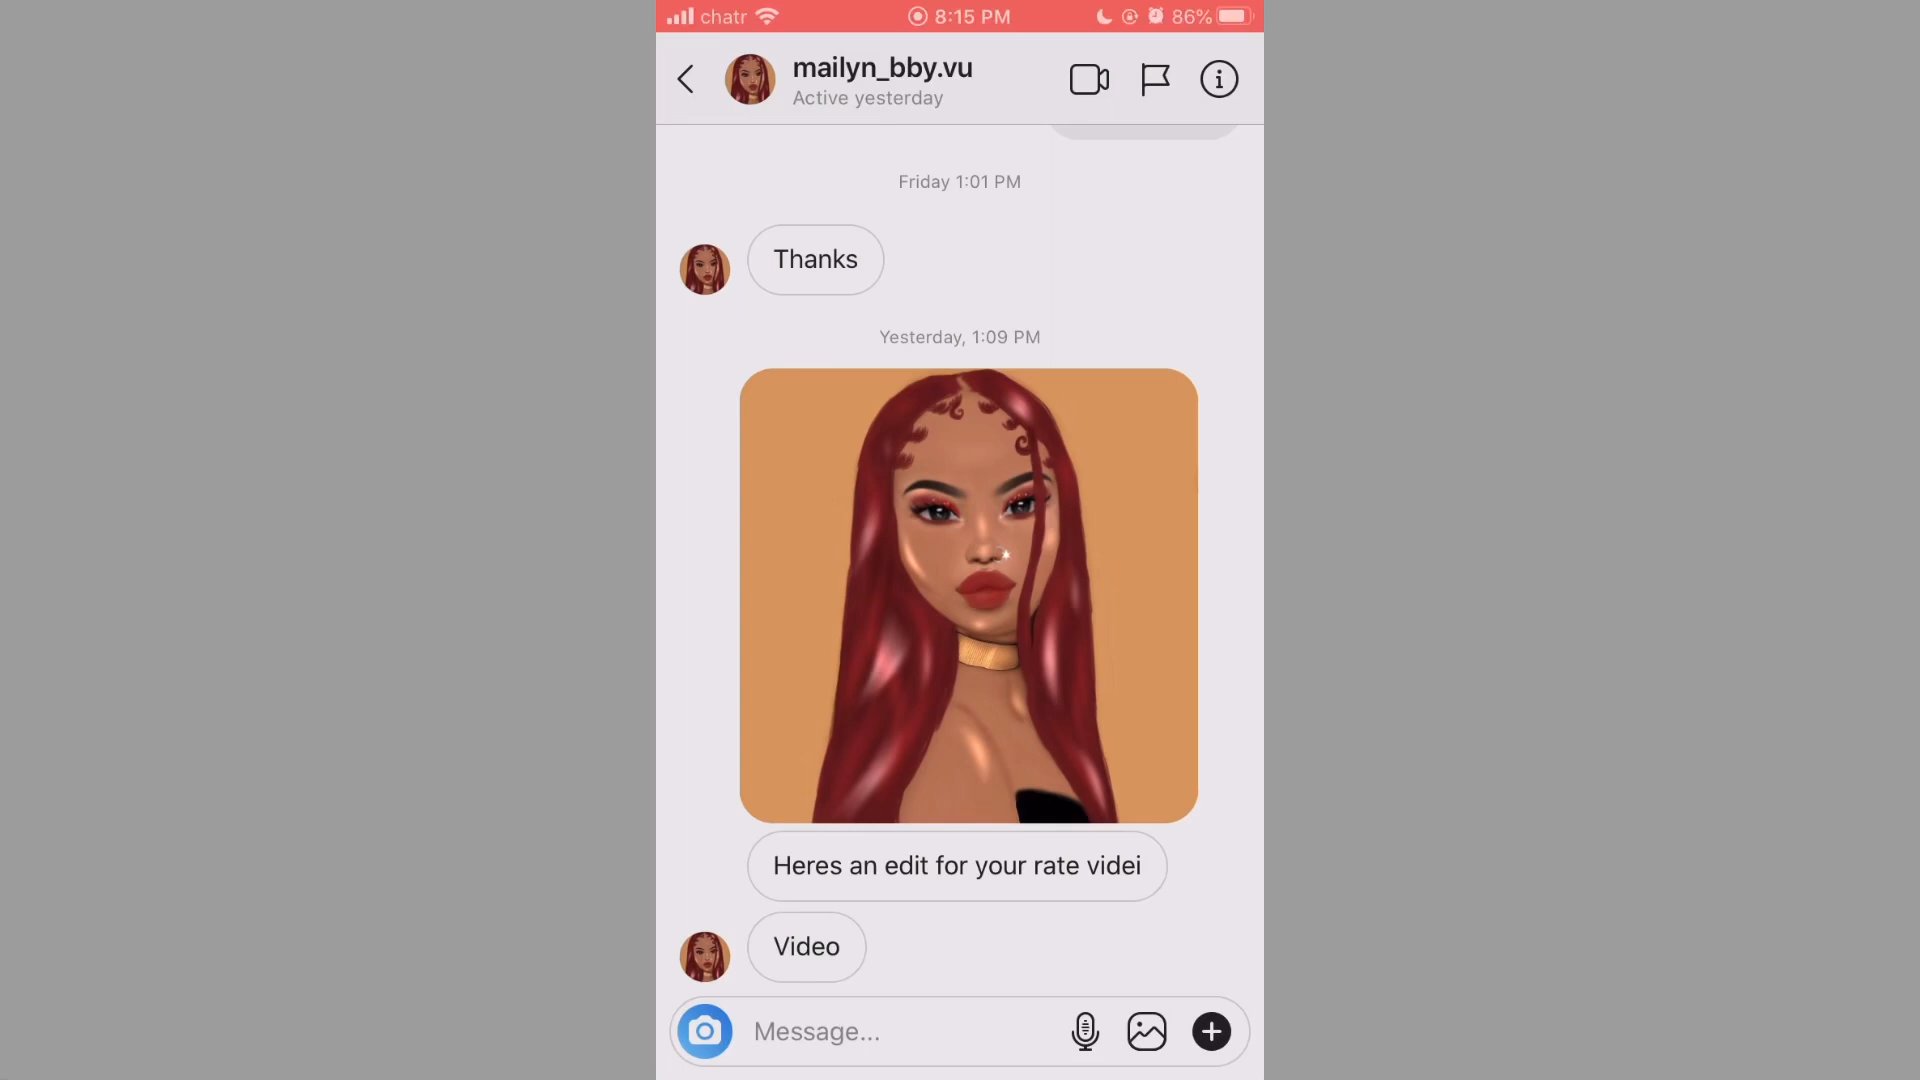 chatr 8:15 PM 86%
mailyn_bby.vu
Active yesterday
Friday 1:01 PM
Thanks
Yesterday, 1:09 PM
Heres an edit for your rate videi
Video
Message...